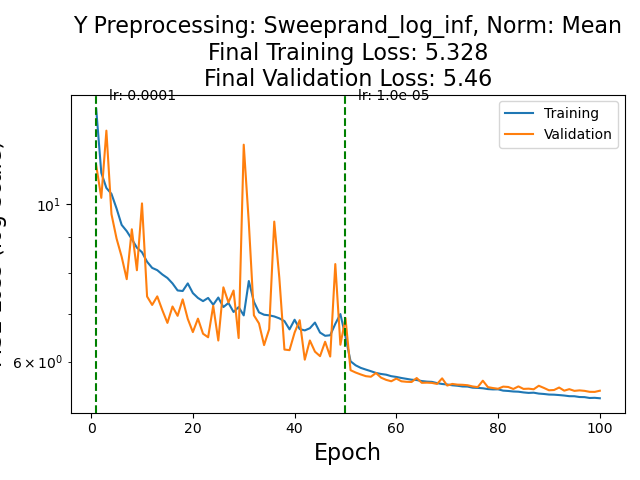 Y Preprocessing: Sweeprand_log_inf, Norm: Mean
Final Training Loss: 5.328
Final Validation Loss: 5.46
lr: 0.0001
lr: 1.0e-05
Training
Validation
10¹
6 × 10⁰
0
20
40
60
80
100
Epoch